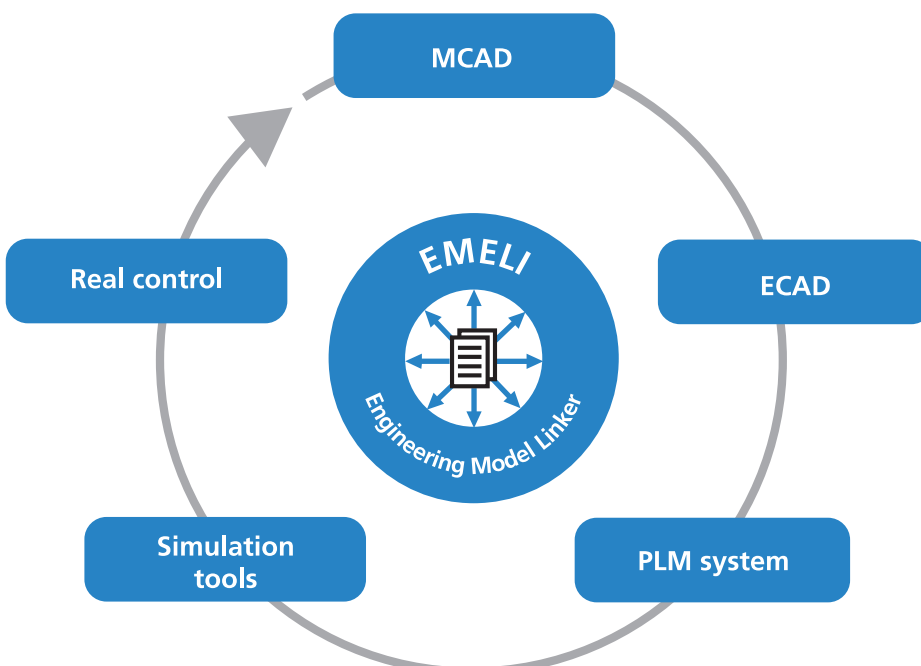 MCAD
ECAD
PLM system
Simulation
tools
Real control
EMELI
Engineering Model Linker